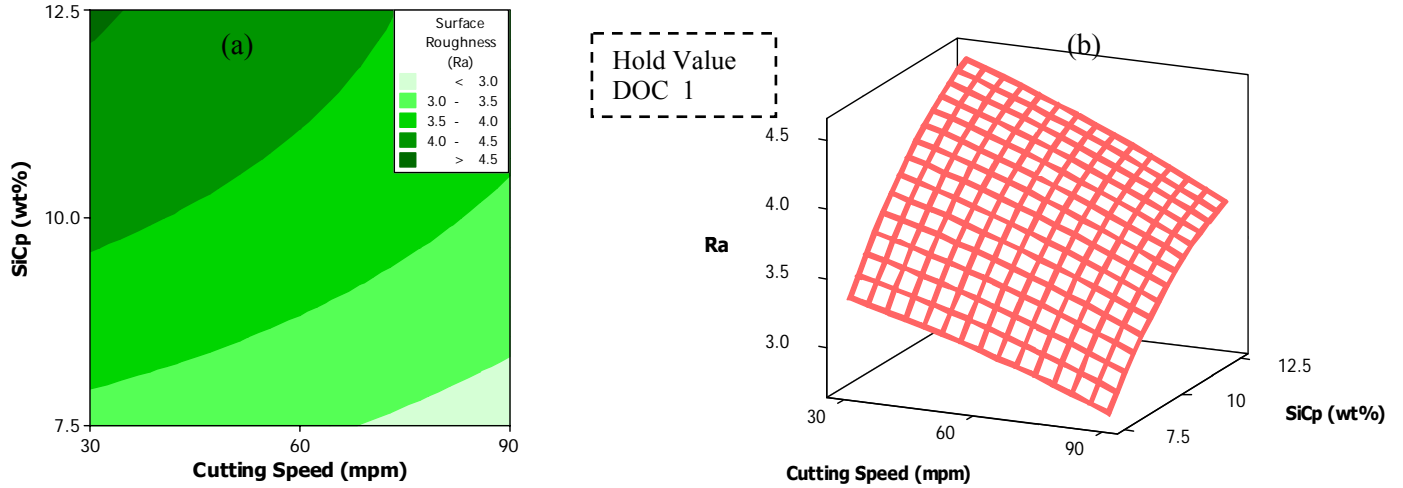 12.5
10.0
7.5
SiCp (wt%)
30
60
90
Cutting Speed (mpm)
(a)
Surface
Roughness
(Ra)
< 3.0
3.0 - 3.5
3.5 - 4.0
4.0 - 4.5
> 4.5
Hold Value
DOC 1
(b)
4.5
4.0
3.5
3.0
Ra
30
60
90
Cutting Speed (mpm)
7.5
10
12.5
SiCp (wt%)